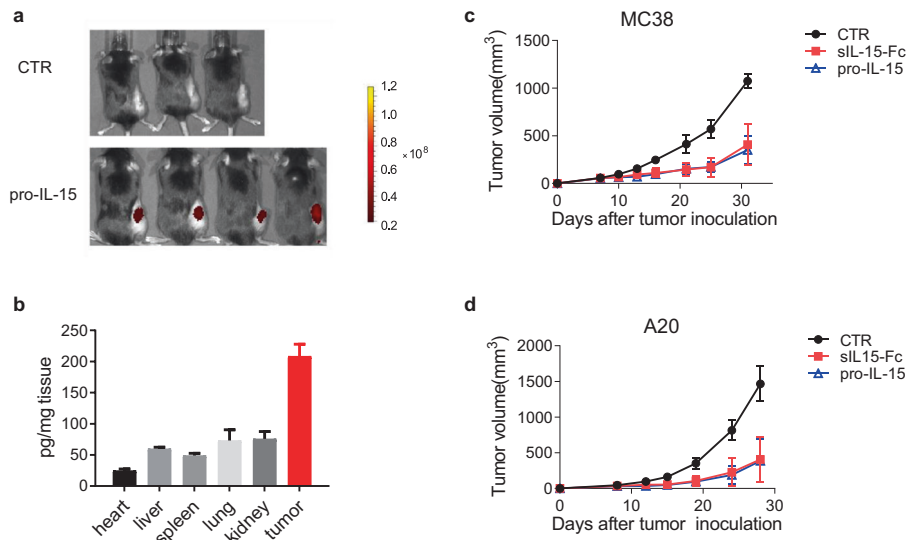 a
CTR
pro-IL-15
1.2
1.0
0.8
×10⁸
0.6
0.4
0.2
b
pg/mg tissue
250
200
150
100
50
0
heart
liver
spleen
lung
kidney
tumor
c
MC38
CTR
sIL-15-Fc
pro-IL-15
Tumor volume(mm³)
1000
500
0
0 10 20 30
Days after tumor inoculation
d
A20
CTR
sIL15-Fc
pro-IL-15
Tumor volume(mm³)
2000
1500
1000
500
0
0 10 20 30
Days after tumor inoculation